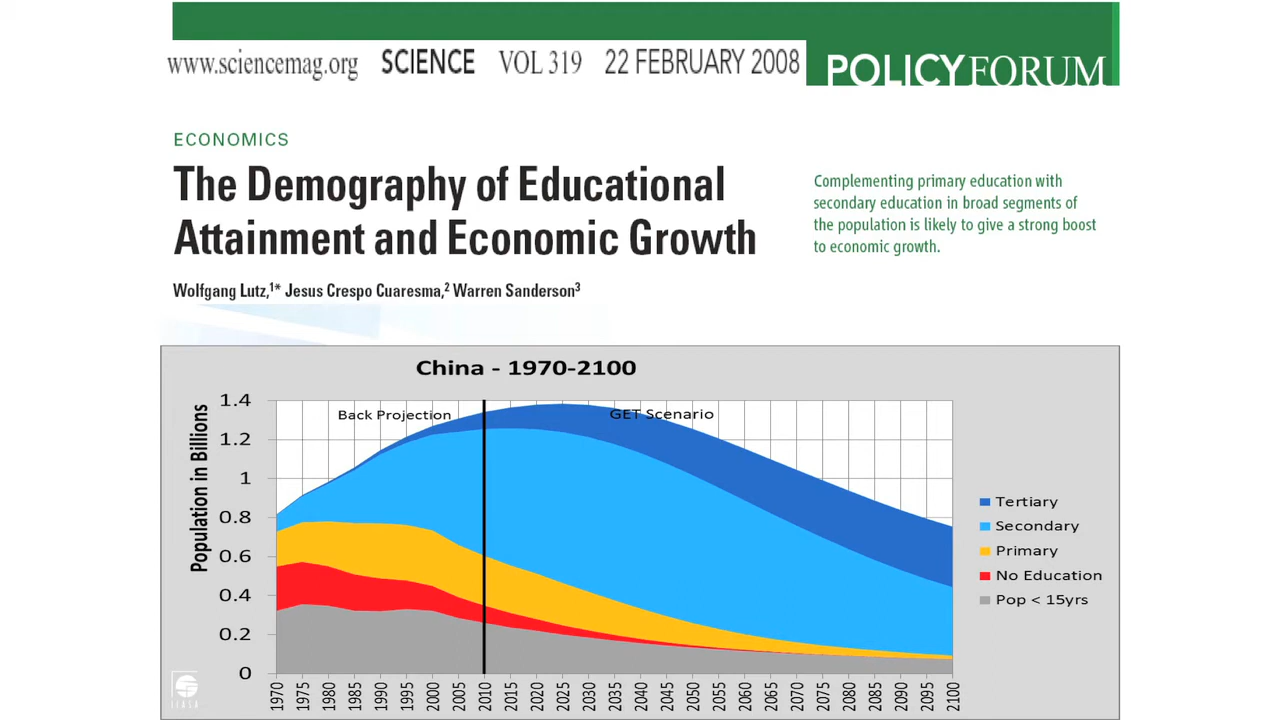 www.sciencemag.org SCIENCE VOL 319 22 FEBRUARY 2008 POLICYFORUM
ECONOMICS
The Demography of Educational
Attainment and Economic Growth
Complementing primary education with
secondary education in broad segments of
the population is likely to give a strong boost
to economic growth.
Wolfgang Lutz,1* Jesus Crespo Cuaresma,2 Warren Sanderson3
China - 1970-2100
Population in Billions
1.4
1.2
1
0.8
0.6
0.4
0.2
0
Back Projection
GET Scenario
Tertiary
Secondary
Primary
No Education
Pop < 15yrs
1970 1975 1980 1985 1990 1995 2000 2005 2010 2015 2020 2025 2030 2035 2040 2045 2050 2055 2060 2065 2070 2075 2080 2085 2090 2095 2100
IIASA